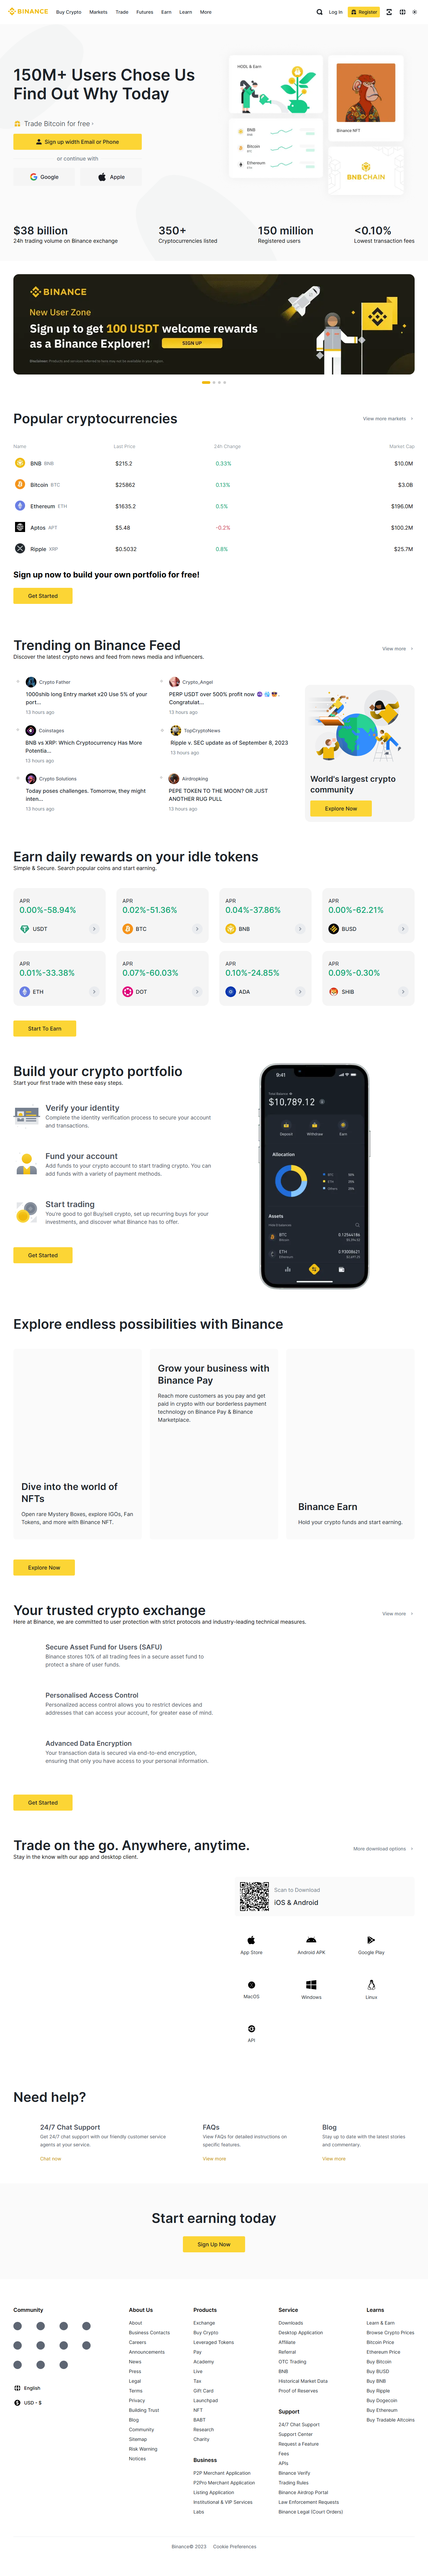 BINANCE Buy Crypto Markets Trade Futures Earn Learn More Log In Register
150M+ Users Chose Us
Find Out Why Today
Trade Bitcoin for free
Sign up width Email or Phone
or continue with
Google Apple
HODL & Earn
BNB
BNB
Bitcoin
BTC
Ethereum
ETH
Binance NFT
BNB CHAIN
$38 billion
24h trading volume on Binance exchange
350+
Cryptocurrencies listed
150 million
Registered users
<0.10%
Lowest transaction fees
BINANCE
New User Zone
Sign up to get 100 USDT welcome rewards
as a Binance Explorer! SIGN UP
Popular cryptocurrencies
View more markets
Name Last Price 24h Change Market Cap
BNB BNB $215.2 0.33% $10.0M
Bitcoin BTC $25862 0.13% $3.0B
Ethereum ETH $1635.2 0.5% $196.0M
Aptos APT $5.48 -0.2% $100.2M
Ripple XRP $0.5032 0.8% $25.7M
Sign up now to build your own portfolio for free!
Get Started
Trending on Binance Feed
Discover the latest crypto news and feed from news media and influencers.
View more
Crypto Father
1000shib long Entry market x20 Use 5% of your
port...
13 hours ago
Crypto_Angel
PERP USDT over 500% profit now
Congratulat...
13 hours ago
Coinstages
BNB vs XRP: Which Cryptocurrency Has More
Potentia...
13 hours ago
TopCryptoNews
Ripple v. SEC update as of September 8, 2023
13 hours ago
Crypto Solutions
Today poses challenges. Tomorrow, they might
inten...
13 hours ago
Airdropking
PEPE TOKEN TO THE MOON? OR JUST
ANOTHER RUG PULL
13 hours ago
World's largest crypto
community
Explore Now
Earn daily rewards on your idle tokens
Simple & Secure. Search popular coins and start earning.
APR
0.00%-58.94%
USDT
APR
0.02%-51.36%
BTC
APR
0.04%-37.86%
BNB
APR
0.00%-62.21%
BUSD
APR
0.01%-33.38%
ETH
APR
0.07%-60.03%
DOT
APR
0.10%-24.85%
ADA
APR
0.09%-0.30%
SHIB
Start To Earn
Build your crypto portfolio
Start your first trade with these easy steps.
Verify your identity
Complete the identity verification process to secure your account
and transactions.
Fund your account
Add funds to your crypto account to start trading crypto. You can
add funds with a variety of payment methods.
Start trading
You're good to go! Buy/sell crypto, set up recurring buys for your
investments, and discover what Binance has to offer.
Get Started
9:41
Total Balance
$10,789.12
Deposit Withdraw Earn
Allocation
BTC
ETH
Others
Assets
BTC 0.12544196
Bitcoin
ETH 0.93008621
Ethereum
Explore endless possibilities with Binance
Dive into the world of
NFTs
Open rare Mystery Boxes, explore IGOs, Fan
Tokens, and more with Binance NFT.
Grow your business with
Binance Pay
Reach more customers as you pay and get
paid in crypto with our borderless payment
technology on Binance Pay & Binance
Marketplace.
Binance Earn
Hold your crypto funds and start earning.
Explore Now
Your trusted crypto exchange
Here at Binance, we are committed to user protection with strict protocols and industry-leading technical measures.
View more
Secure Asset Fund for Users (SAFU)
Binance stores 10% of all trading fees in a secure asset fund to
protect a share of user funds.
Personalised Access Control
Personalized access control allows you to restrict devices and
addresses that can access your account, for greater ease of mind.
Advanced Data Encryption
Your transaction data is secured via end-to-end encryption,
ensuring that only you have access to your personal information.
Get Started
Trade on the go. Anywhere, anytime.
Stay in the know with our app and desktop client.
More download options
Scan to Download
iOS & Android
App Store Android APK Google Play
MacOS Windows Linux
API
Need help?
24/7 Chat Support
Get 24/7 chat support with our friendly customer service
agents at your service.
Chat now
FAQs
View FAQs for detailed instructions on
specific features.
View more
Blog
Stay up to date with the latest stories
and commentary.
View more
Start earning today
Sign Up Now
Community
English
USD - $
About Us
About
Business Contacts
Careers
Announcements
News
Press
Legal
Terms
Privacy
Building Trust
Blog
Community
Sitemap
Risk Warning
Notices
Products
Exchange
Buy Crypto
Leveraged Tokens
Pay
Academy
Live
Tax
Gift Card
Launchpad
NFT
BABT
Research
Charity
Business
P2P Merchant Application
P2Pro Merchant Application
Listing Application
Institutional & VIP Services
Labs
Service
Downloads
Desktop Application
Affiliate
Referral
OTC Trading
BNB
Historical Market Data
Proof of Reserves
Support
24/7 Chat Support
Support Center
Request a Feature
Fees
APIs
Binance Verify
Trading Rules
Binance Airdrop Portal
Law Enforcement Requests
Binance Legal (Court Orders)
Learns
Learn & Earn
Browse Crypto Prices
Bitcoin Price
Ethereum Price
Buy Bitcoin
Buy BUSD
Buy BNB
Buy Ripple
Buy Dogecoin
Buy Ethereum
Buy Tradable Altcoins
Binance© 2023 Cookie Preferences